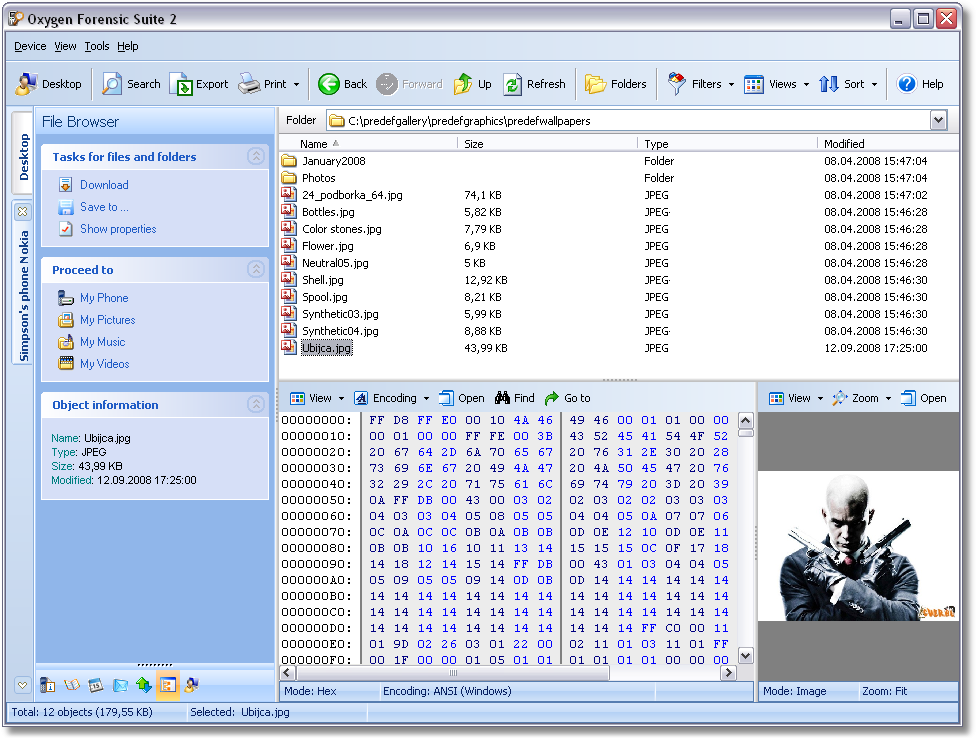 Oxygen Forensic Suite 2
Device View Tools Help
Desktop Search Export Print Back Forward Up Refresh Folders Filters Views Sort Help
Desktop
Simpson's phone Nokia
File Browser
Tasks for files and folders
Download
Save to ...
Show properties
Proceed to
My Phone
My Pictures
My Music
My Videos
Object information
Name: Ubijca.jpg
Type: JPEG
Size: 43,99 KB
Modified: 12.09.2008 17:25:00
Folder C:\predefgallery\predefgraphics\predefwallpapers
Name Size Type Modified
January2008 Folder 08.04.2008 15:47:04
Photos Folder 08.04.2008 15:47:04
24_podborka_64.jpg 74,1 KB JPEG 08.04.2008 15:47:02
Bottles.jpg 5,82 KB JPEG 08.04.2008 15:46:28
Color stones.jpg 7,79 KB JPEG 08.04.2008 15:46:28
Flower.jpg 6,9 KB JPEG 08.04.2008 15:46:28
Neutral05.jpg 5 KB JPEG 08.04.2008 15:46:28
Shell.jpg 12,92 KB JPEG 08.04.2008 15:46:30
Spool.jpg 8,21 KB JPEG 08.04.2008 15:46:30
Synthetic03.jpg 5,99 KB JPEG 08.04.2008 15:46:30
Synthetic04.jpg 8,88 KB JPEG 08.04.2008 15:46:30
Ubijca.jpg 43,99 KB JPEG 12.09.2008 17:25:00
View Encoding Open Find Go to
00000000: FF D8 FF E0 00 10 4A 46 49 46 00 01 01 00 00
00000010: 00 01 00 00 FF FE 00 3B 43 52 45 41 54 4F 52
00000020: 20 67 64 2D 6A 70 65 67 20 76 31 2E 30 20 28
00000030: 73 69 6E 67 20 49 4A 47 20 4A 50 45 47 20 76
00000040: 32 29 2C 20 71 75 61 6C 69 74 79 20 3D 20 39
00000050: 0A FF DB 00 43 00 03 02 02 03 02 02 03 03 03
00000060: 04 03 03 04 05 08 05 05 04 04 05 0A 07 07 06
00000070: 0C 0A 0C 0C 0B 0A 0B 0B 0D 0E 12 10 0D 0E 11
00000080: 0B 0B 10 16 10 11 13 14 15 15 15 0C 0F 17 18
00000090: 14 18 12 14 15 14 FF DB 00 43 01 03 04 04 05
000000A0: 05 09 05 05 09 14 0D 0B 0D 14 14 14 14 14 14
000000B0: 14 14 14 14 14 14 14 14 14 14 14 14 14 14 14
000000C0: 14 14 14 14 14 14 14 14 14 14 14 14 14 14 14
000000D0: 14 14 14 14 14 14 14 14 14 14 14 FF C0 00 11
000000E0: 01 9D 02 26 03 01 22 00 02 11 01 03 11 01 FF
000000F0: 00 1F 00 00 01 05 01 01 01 01 01 01 00 00 00
Mode: Hex Encoding: ANSI (Windows)
View Zoom Open
Mode: Image Zoom: Fit
Total: 12 objects (179,55 KB) Selected: Ubijca.jpg